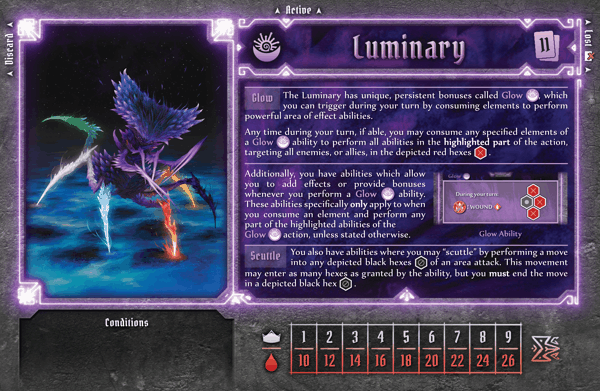 Active
Discard
Lost
Luminary
11
Glow The Luminary has unique, persistent bonuses called Glow, which
you can trigger during your turn by consuming elements to perform
powerful area of effect abilities.
Any time during your turn, if able, you may consume any specified elements of
a Glow ability to perform all abilities in the highlighted part of the action,
targeting all enemies, or allies, in the depicted red hexes.
Additionally, you have abilities which allow
you to add effects or provide bonuses
whenever you perform a Glow ability.
These abilities specifically only apply to when
you consume an element and perform any
part of the highlighted abilities of the
Glow action, unless stated otherwise.
Glow
During your turn:
: WOUND
Glow Ability
Scuttle You also have abilities where you may “scuttle” by performing a
move into any depicted black hexes of an area attack. This movement
may enter as many hexes as granted by the ability, but you must end the
move in a depicted black hex.
Conditions
1 2 3 4 5 6 7 8 9
10 12 14 16 18 20 22 24 26